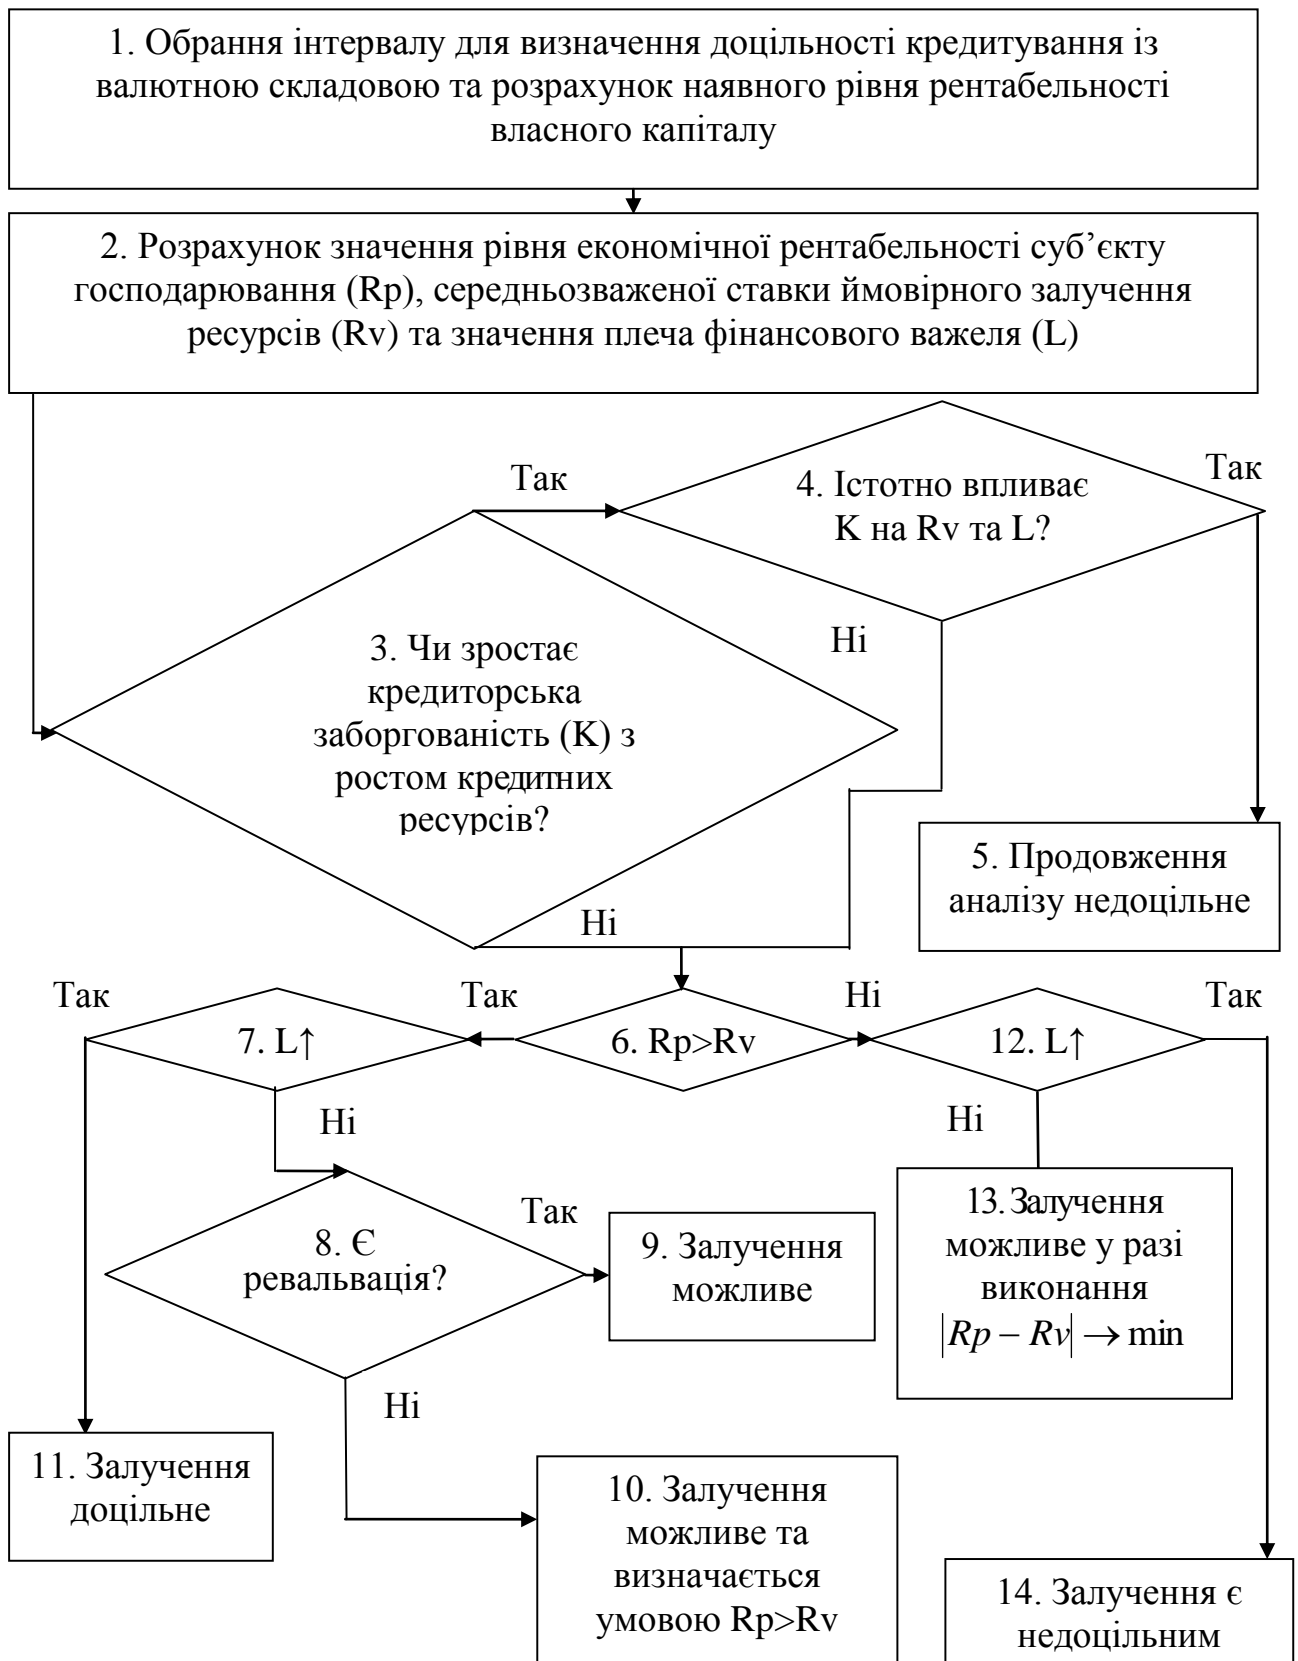 1. Обрання інтервалу для визначення доцільності кредитування із
валютною складовою та розрахунок наявного рівня рентабельності
власного капіталу
2. Розрахунок значення рівня економічної рентабельності суб’єкту
господарювання (Rp), середньозваженої ставки ймовірного залучення
ресурсів (Rv) та значення плеча фінансового важеля (L)
Так
4. Істотно впливає
K на Rv та L?
Так
Ні
3. Чи зростає
кредиторська
заборгованість (K) з
ростом кредитних
ресурсів?
Ні
5. Продовження
аналізу недоцільне
Так
7. L↑
Так
6. Rp>Rv
Ні
12. L↑
Так
Ні
Ні
8. Є
ревальвація?
Так
9. Залучення
можливе
13. Залучення
можливе у разі
виконання
|Rp – Rv| → min
Ні
11. Залучення
доцільне
10. Залучення
можливе та
визначається
умовою Rp>Rv
14. Залучення є
недоцільним